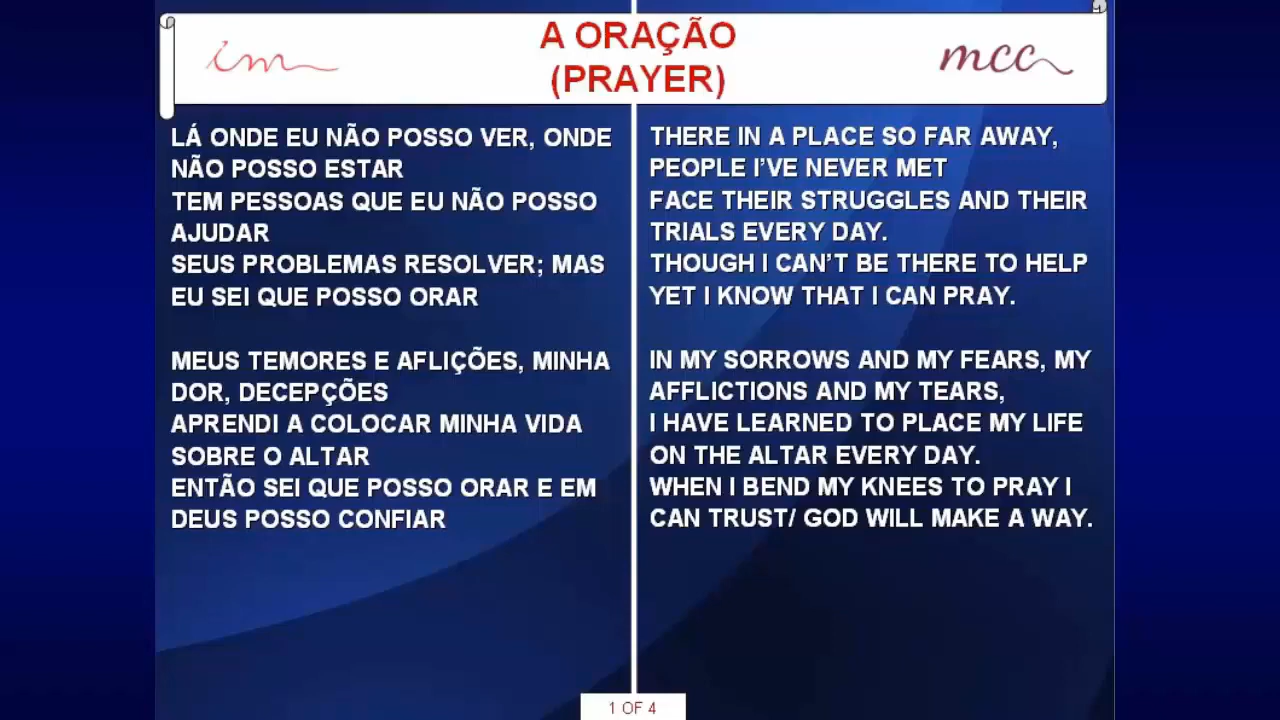 im
A ORAÇÃO
(PRAYER)
mcc
LÁ ONDE EU NÃO POSSO VER, ONDE
NÃO POSSO ESTAR
TEM PESSOAS QUE EU NÃO POSSO
AJUDAR
SEUS PROBLEMAS RESOLVER; MAS
EU SEI QUE POSSO ORAR
MEUS TEMORES E AFLIÇÕES, MINHA
DOR, DECEPÇÕES
APRENDI A COLOCAR MINHA VIDA
SOBRE O ALTAR
ENTÃO SEI QUE POSSO ORAR E EM
DEUS POSSO CONFIAR
THERE IN A PLACE SO FAR AWAY,
PEOPLE I'VE NEVER MET
FACE THEIR STRUGGLES AND THEIR
TRIALS EVERY DAY.
THOUGH I CAN'T BE THERE TO HELP
YET I KNOW THAT I CAN PRAY.
IN MY SORROWS AND MY FEARS, MY
AFFLICTIONS AND MY TEARS,
I HAVE LEARNED TO PLACE MY LIFE
ON THE ALTAR EVERY DAY.
WHEN I BEND MY KNEES TO PRAY I
CAN TRUST/ GOD WILL MAKE A WAY.
1 OF 4